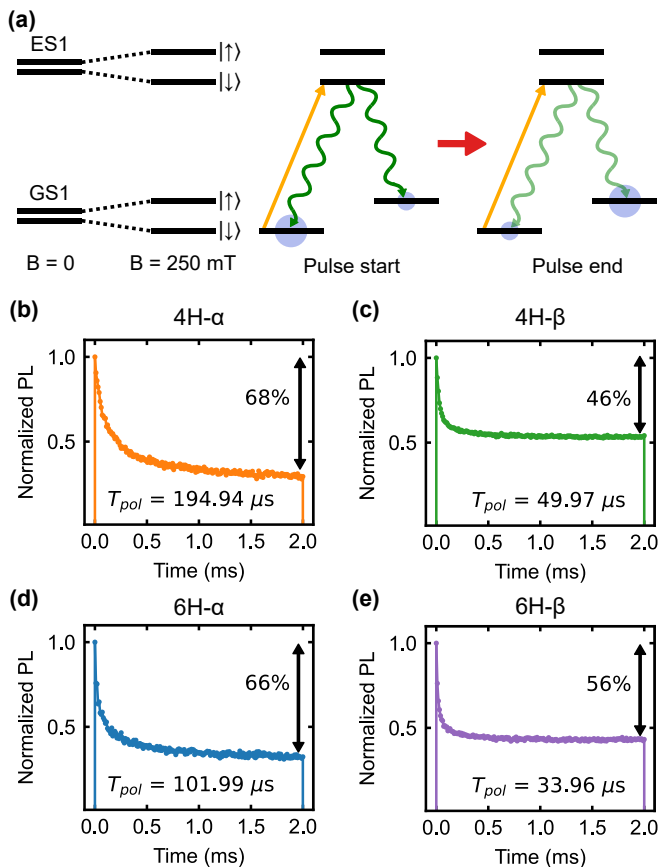 (a)
ES1
|↑⟩
|↓⟩
GS1
|↑⟩
|↓⟩
B = 0
B = 250 mT
Pulse start
Pulse end
(b)
4H-α
Normalized PL
1.0
0.5
68%
T_pol = 194.94 μs
0.0 0.5 1.0 1.5 2.0
Time (ms)
(c)
4H-β
Normalized PL
1.0
0.5
46%
T_pol = 49.97 μs
0.0 0.5 1.0 1.5 2.0
Time (ms)
(d)
6H-α
Normalized PL
1.0
0.5
66%
T_pol = 101.99 μs
0.0 0.5 1.0 1.5 2.0
Time (ms)
(e)
6H-β
Normalized PL
1.0
0.5
56%
T_pol = 33.96 μs
0.0 0.5 1.0 1.5 2.0
Time (ms)